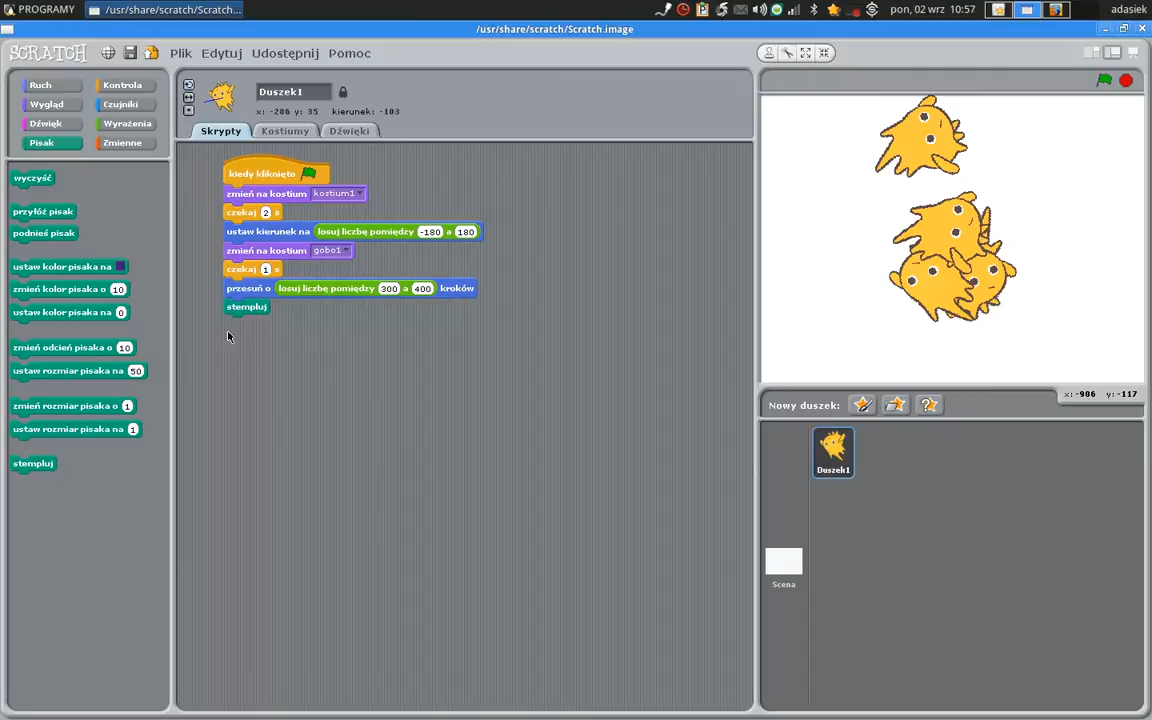 PROGRAMY /usr/share/scratch/Scratch... pon, 02 wrz 10:57 adasiek
/usr/share/scratch/Scratch.image
SCRATCH Plik Edytuj Udostępnij Pomoc
Ruch Kontrola
Wygląd Czujniki
Dźwięk Wyrażenia
Pisak Zmienne
wyczyść
przyłóż pisak
podnieś pisak
ustaw kolor pisaka na
zmień kolor pisaka o 10
ustaw kolor pisaka na 0
zmień odcień pisaka o 10
ustaw rozmiar pisaka na 50
zmień rozmiar pisaka o 1
ustaw rozmiar pisaka na 1
stempluj
Duszek1
x: -286 y: 35 kierunek: -103
Skrypty Kostiumy Dźwięki
kiedy kliknięto
zmień na kostium kostium1
czekaj 2 s
ustaw kierunek na losuj liczbę pomiędzy -180 a 180
zmień na kostium gobo1
czekaj 1 s
przesuń o losuj liczbę pomiędzy 300 a 400 kroków
stempluj
x: -906 y: -117
Nowy duszek:
Duszek1
Scena